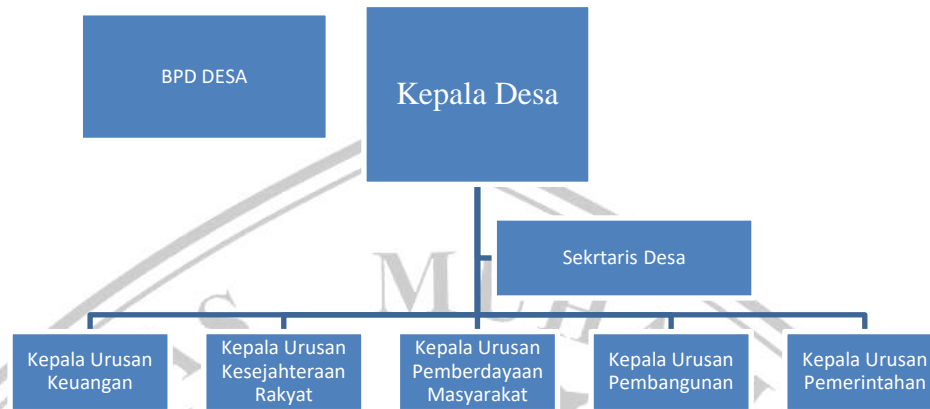 BPD DESA
Kepala Desa
Sekrtaris Desa
Kepala Urusan
Keuangan
Kepala Urusan
Kesejahteraan
Rakyat
Kepala Urusan
Pemberdayaan
Masyarakat
Kepala Urusan
Pembangunan
Kepala Urusan
Pemerintahan